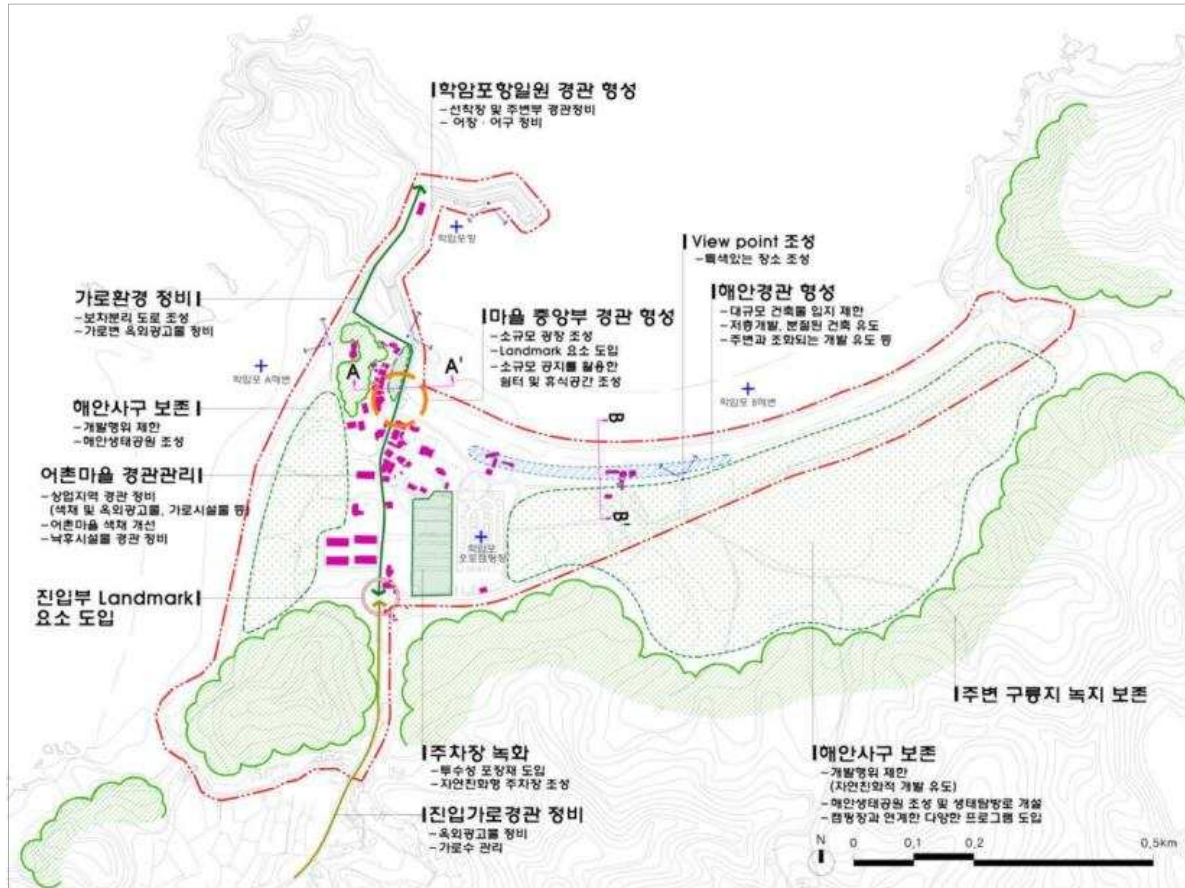 학암포항일원 경관 형성
-선착장 및 주변부 경관정비
- 어장 · 어구 정비
학암포항
View point 조성
-특색있는 장소 조성
가로환경 정비
-보차분리 도로 조성
-가로변 옥외광고물 정비
마을 중앙부 경관 형성
-소규모 광장 조성
-Landmark 요소 도입
-소규모 공지를 활용한
쉼터 및 휴식공간 조성
해안경관 형성
-대규모 건축물 입지 제한
-저층개발, 분절된 건축 유도
-주변과 조화되는 개발 유도 등
학암포 A해변
A
A'
학암포 B해변
해안사구 보존
-개발행위 제한
-해안생태공원 조성
B
B'
어촌마을 경관관리
-상업지역 경관 정비
(색채 및 옥외광고물, 가로시설물 등)
-어촌마을 색채 개선
-낙후시설물 경관 정비
학암포
오토캠핑장
진입부 Landmark
요소 도입
주변 구릉지 녹지 보존
주차장 녹화
-투수성 포장재 도입
-자연친화형 주차장 조성
해안사구 보존
-개발행위 제한
(자연친화적 개발 유도)
-해안생태공원 조성 및 생태탐방로 개설
-캠핑장과 연계한 다양한 프로그램 도입
진입가로경관 정비
-옥외광고물 정비
-가로수 관리
N
0 0,1 0,2 0,5km